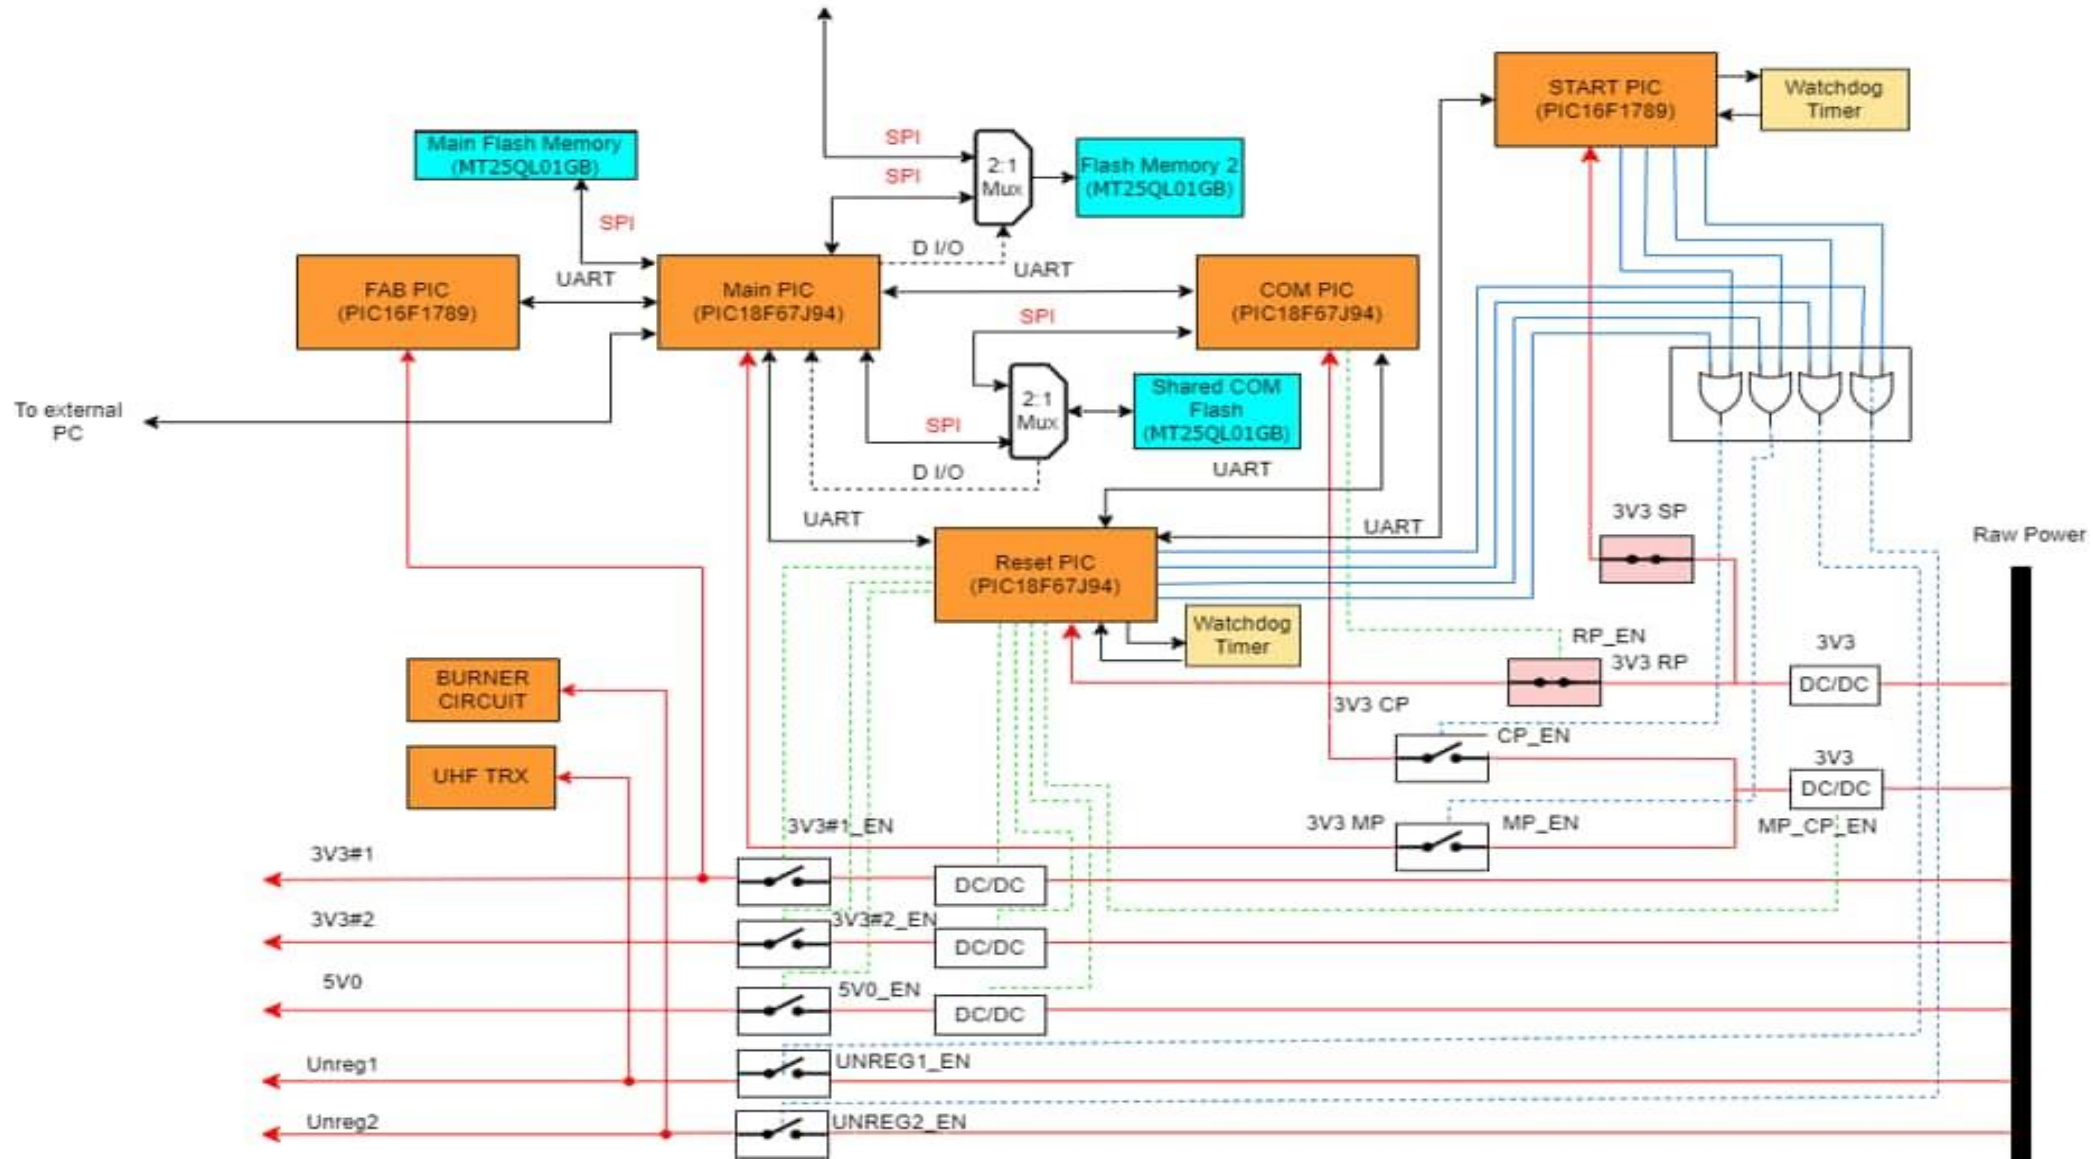 START PIC
(PIC16F1789)
Watchdog
Timer
SPI
Main Flash Memory
(MT25QL01GB)
2:1
Mux
Flash Memory 2
(MT25QL01GB)
SPI
SPI
D I/O
UART
UART
FAB PIC
(PIC16F1789)
Main PIC
(PIC18F67J94)
COM PIC
(PIC18F67J94)
SPI
To external
PC
2:1
Mux
Shared COM
Flash
(MT25QL01GB)
SPI
D I/O
UART
UART
UART
3V3 SP
Raw Power
Reset PIC
(PIC18F67J94)
Watchdog
Timer
RP_EN
3V3 RP
3V3
DC/DC
BURNER
CIRCUIT
3V3 CP
CP_EN
3V3
DC/DC
UHF TRX
3V3#1_EN
3V3 MP
MP_EN
MP_CP_EN
3V3#1
DC/DC
3V3#2
3V3#2_EN
DC/DC
5V0
5V0_EN
DC/DC
Unreg1
UNREG1_EN
Unreg2
UNREG2_EN